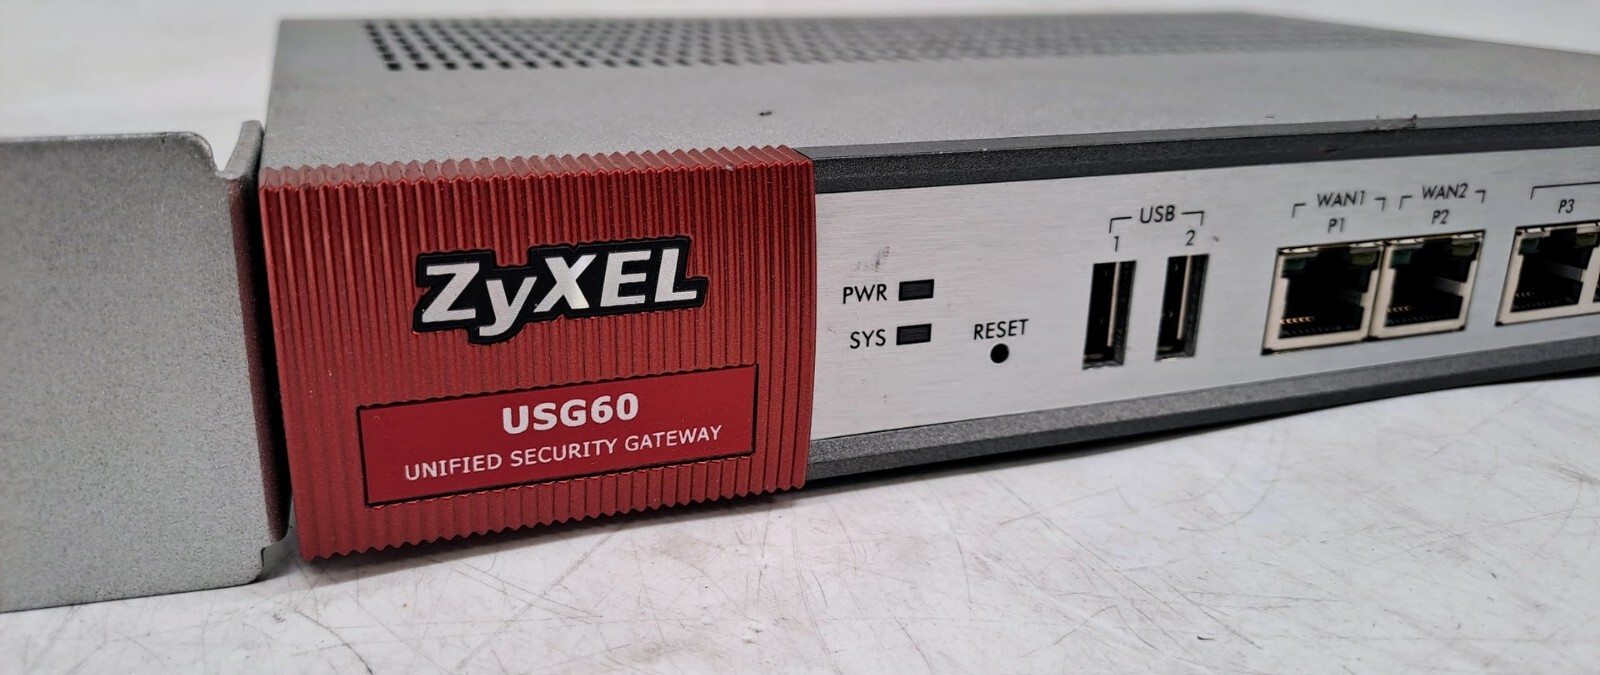 ZyXEL
USG60
UNIFIED SECURITY GATEWAY
PWR
SYS
RESET
USB
1 2
WAN1 WAN2
P1 P2 P3